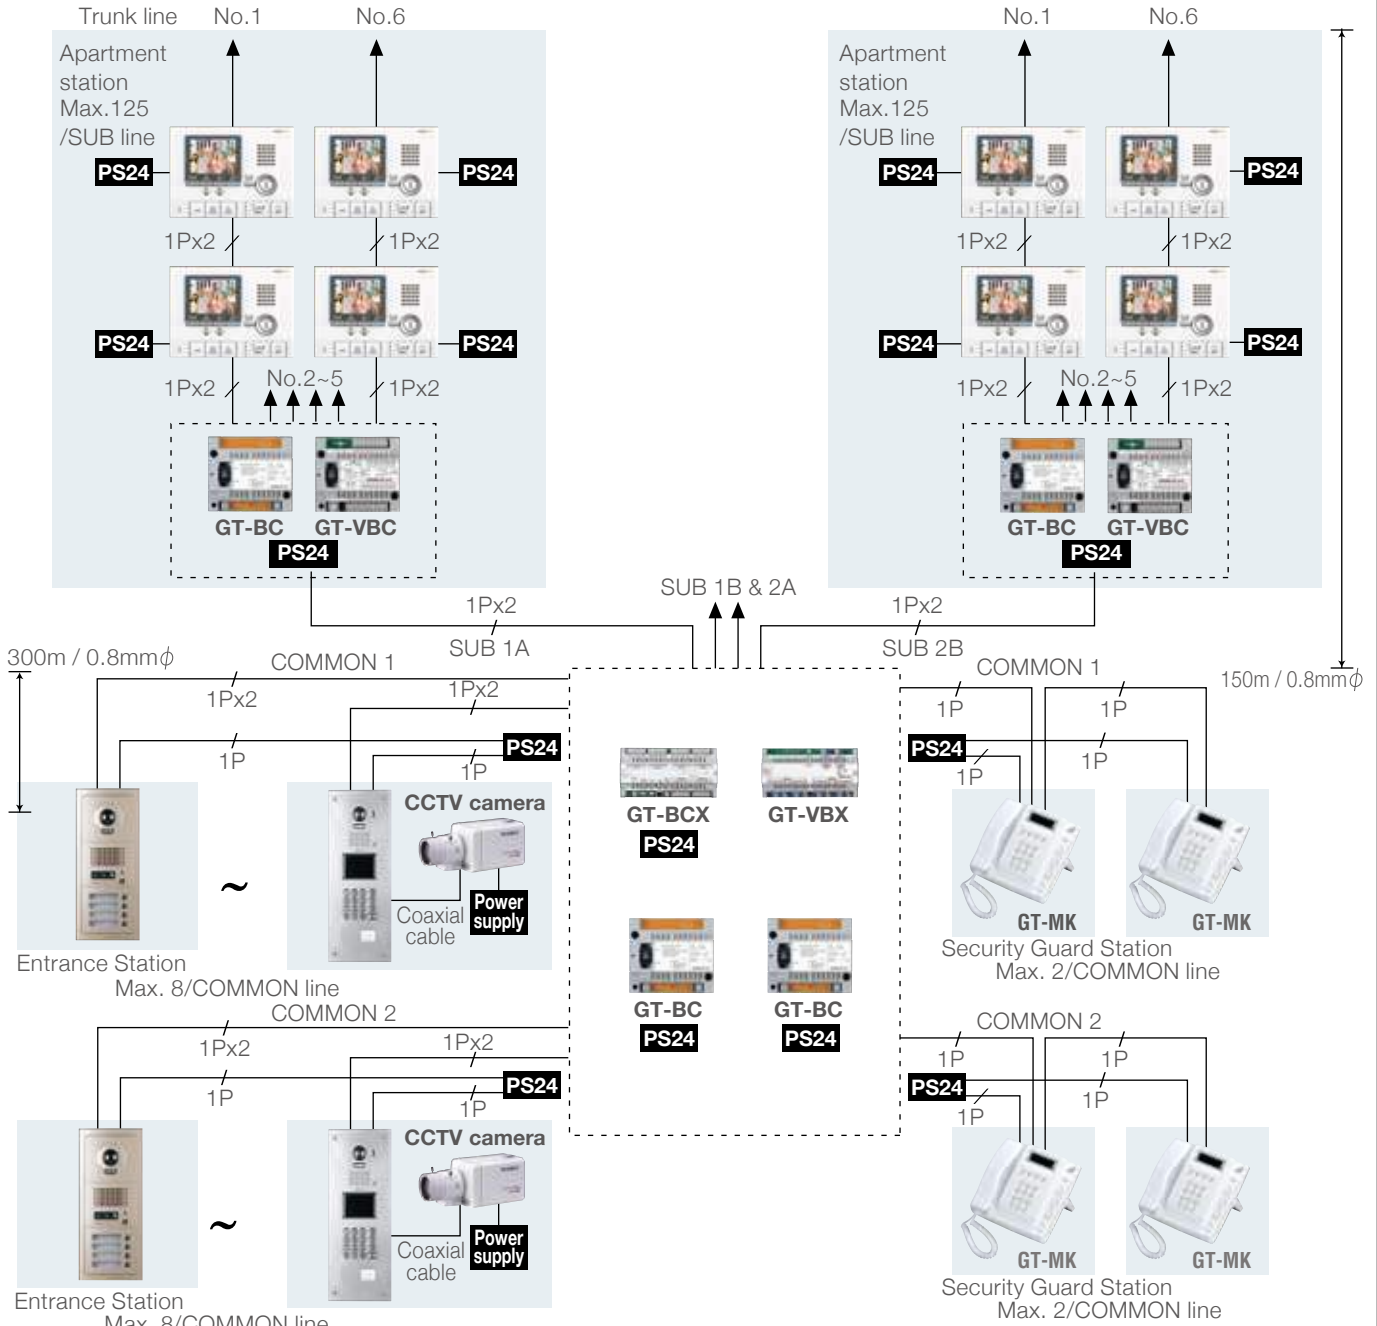 Trunk line No.1 No.6
No.1 No.6
Apartment
station
Max.125
/SUB line
Apartment
station
Max.125
/SUB line
PS24 PS24
PS24 PS24
1Px2 1Px2
1Px2 1Px2
PS24 PS24
PS24 PS24
1Px2 No.2~5 1Px2
1Px2 No.2~5 1Px2
GT-BC GT-VBC
PS24
GT-BC GT-VBC
PS24
SUB 1B & 2A
1Px2
SUB 1A
1Px2
SUB 2B
300m / 0.8mmϕ
150m / 0.8mmϕ
COMMON 1
1Px2
1Px2
1P
PS24
1P
CCTV camera
~
Coaxial
cable
Power
supply
Entrance Station
Max. 8/COMMON line
GT-BCX
PS24
GT-VBX
GT-BC
PS24
GT-BC
PS24
COMMON 1
1P
1P
PS24
1P
1P
GT-MK
GT-MK
Security Guard Station
Max. 2/COMMON line
COMMON 2
1Px2
1Px2
1P
PS24
1P
CCTV camera
~
Coaxial
cable
Power
supply
Entrance Station
Max. 8/COMMON line
COMMON 2
1P
1P
PS24
1P
1P
GT-MK
GT-MK
Security Guard Station
Max. 2/COMMON line